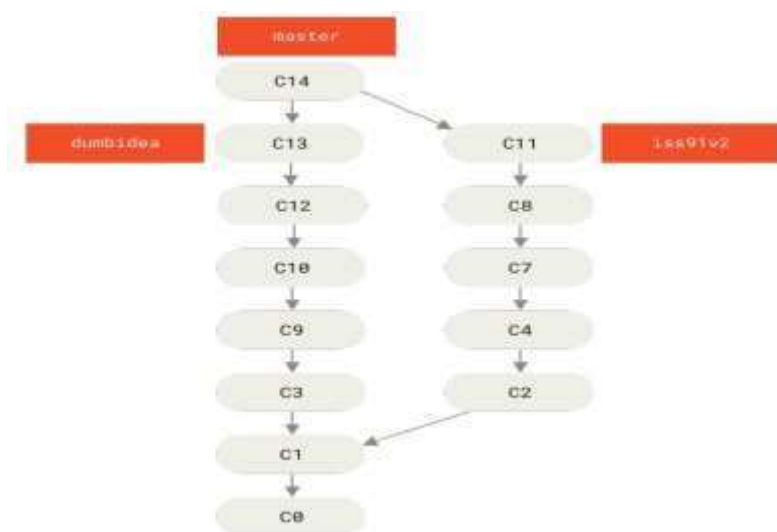 master
C14
dumbidea
C13
C11
iss91v2
C12
C8
C10
C7
C9
C4
C3
C2
C1
C0